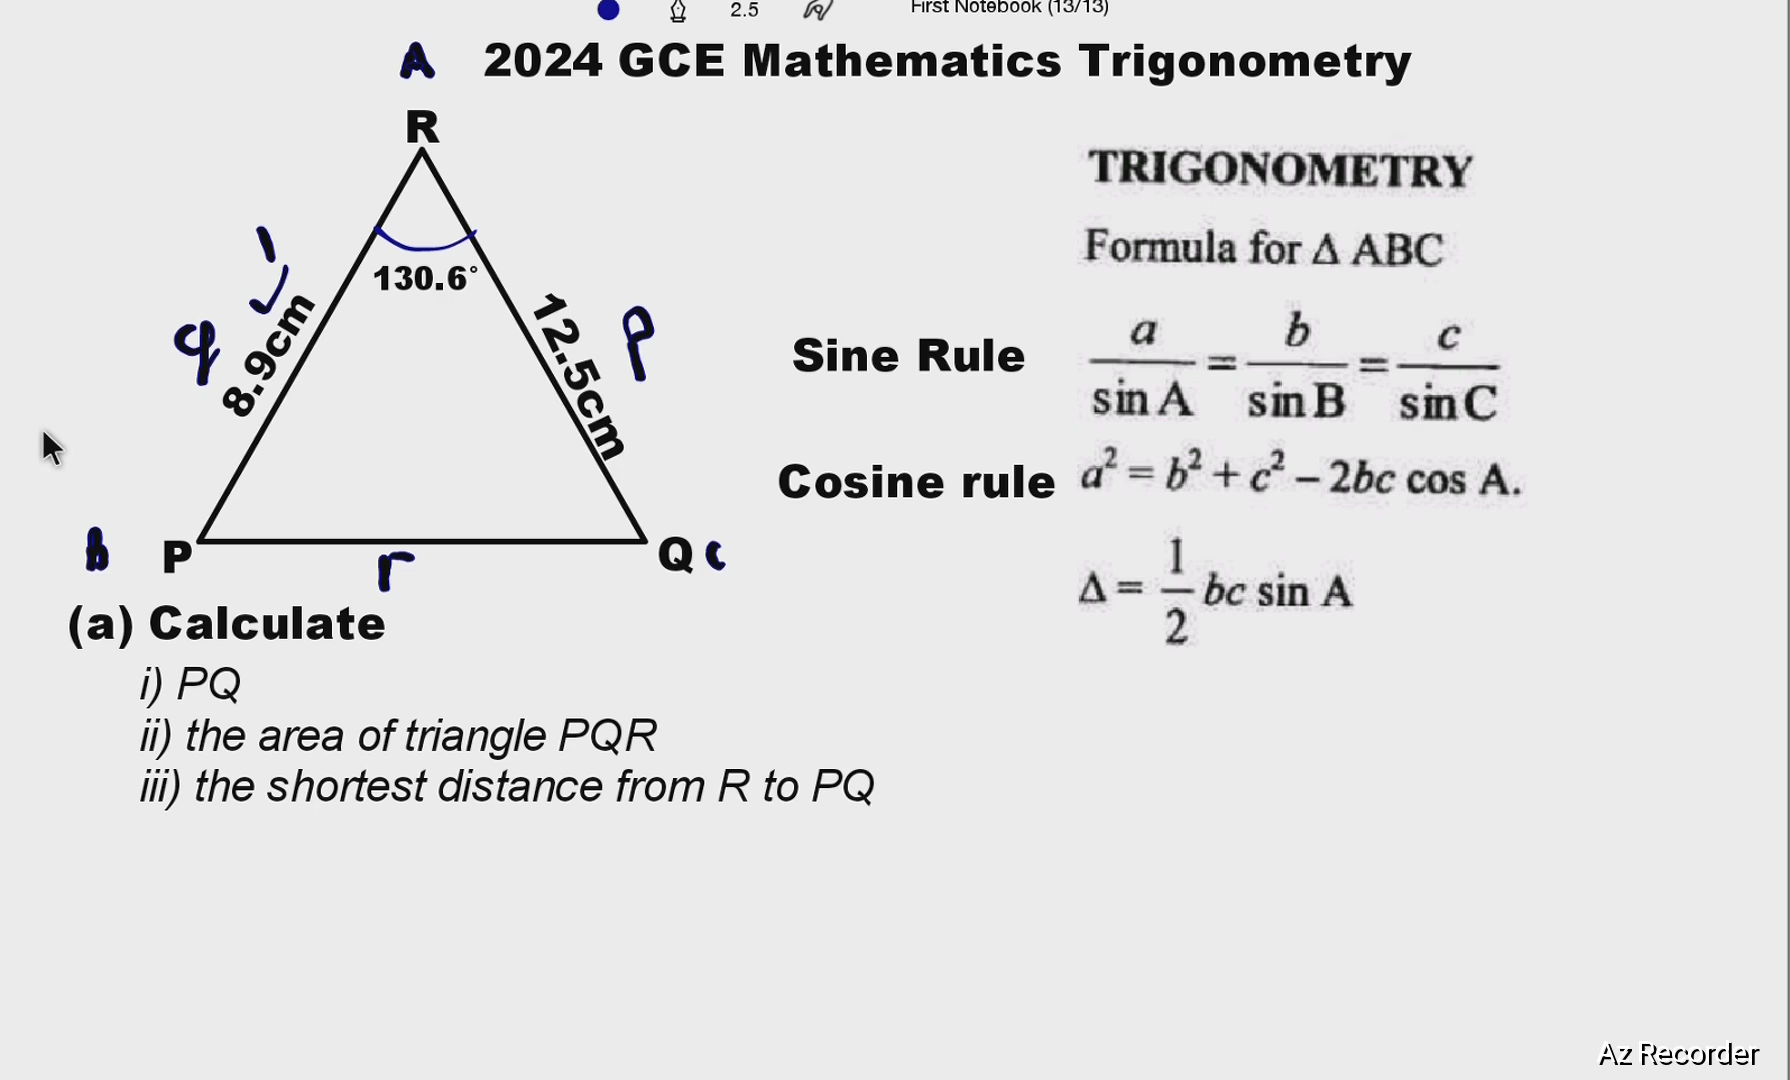 2.5 First Notebook (13/13)
A 2024 GCE Mathematics Trigonometry
R
130.6°
q 8.9cm
12.5cm p
b P r Q c
TRIGONOMETRY
Formula for Δ ABC
Sine Rule a/sin A = b/sin B = c/sin C
Cosine rule a² = b² + c² – 2bc cos A.
Δ = 1/2 bc sin A
(a) Calculate
i) PQ
ii) the area of triangle PQR
iii) the shortest distance from R to PQ
Az Recorder